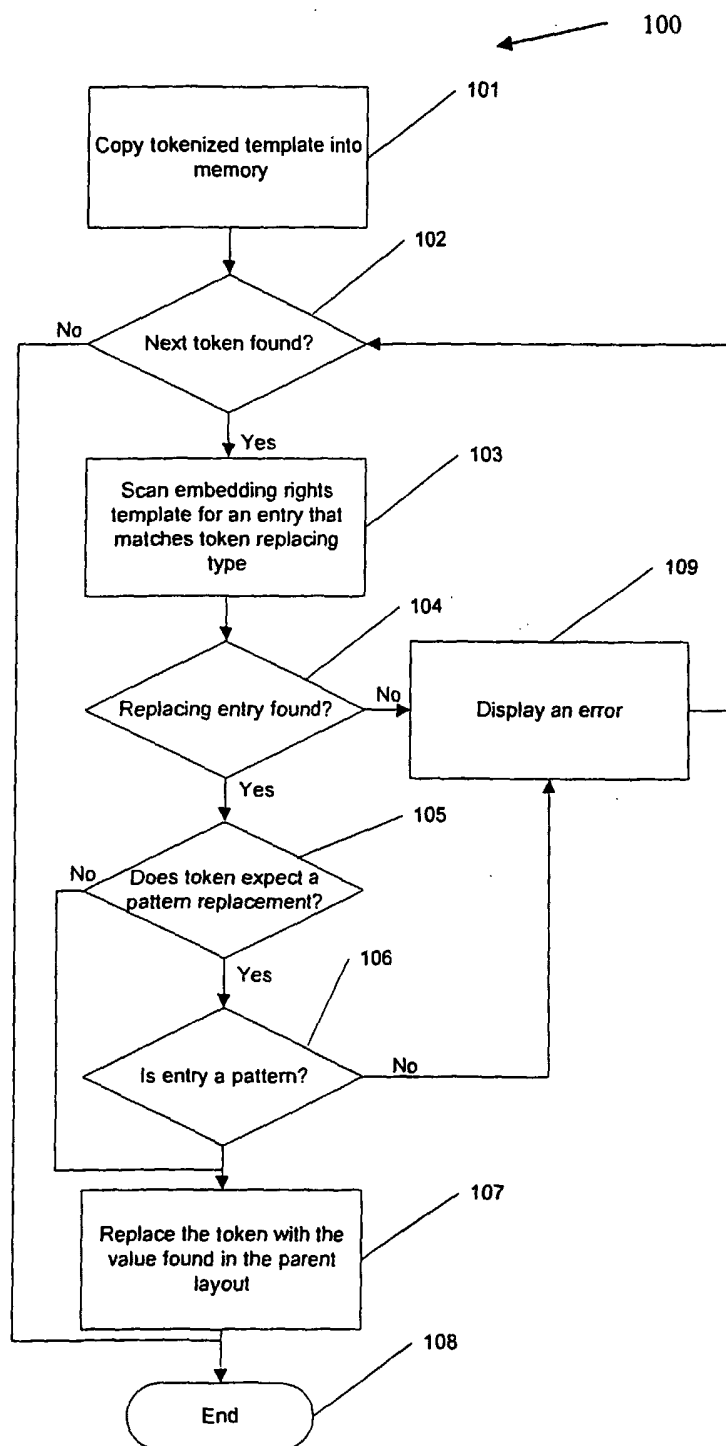 100
101
Copy tokenized template into
memory
102
No
Next token found?
Yes
103
Scan embedding rights
template for an entry that
matches token replacing
type
104
109
Replacing entry found?
No
Display an error
Yes
105
No
Does token expect a
pattern replacement?
Yes
106
Is entry a pattern?
No
107
Replace the token with the
value found in the parent
layout
108
End